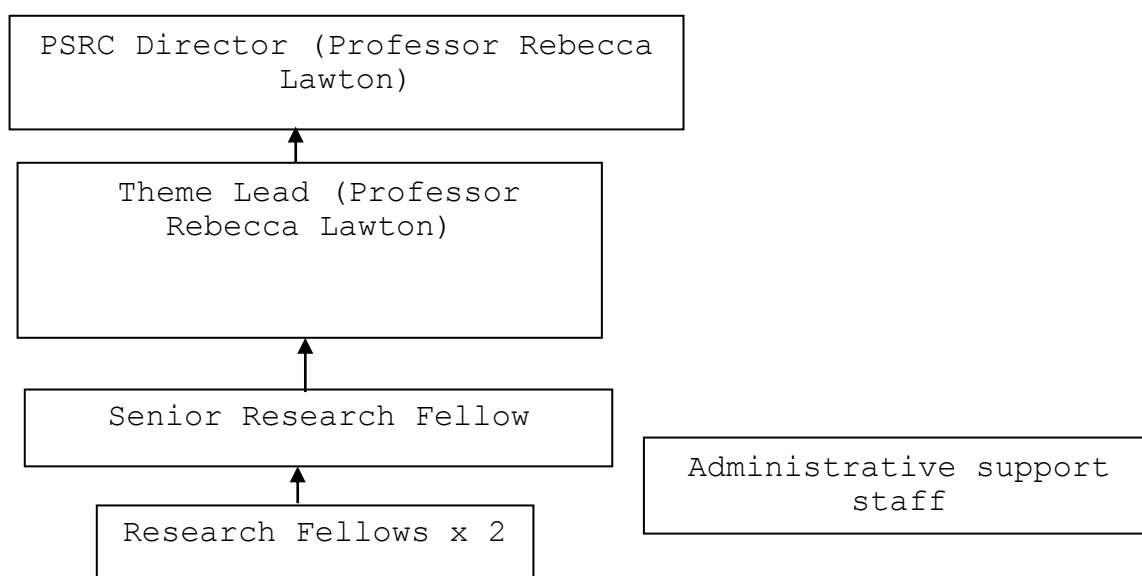 PSRC Director (Professor Rebecca
Lawton)
Theme Lead (Professor
Rebecca Lawton)
Senior Research Fellow
Administrative support
staff
Research Fellows x 2